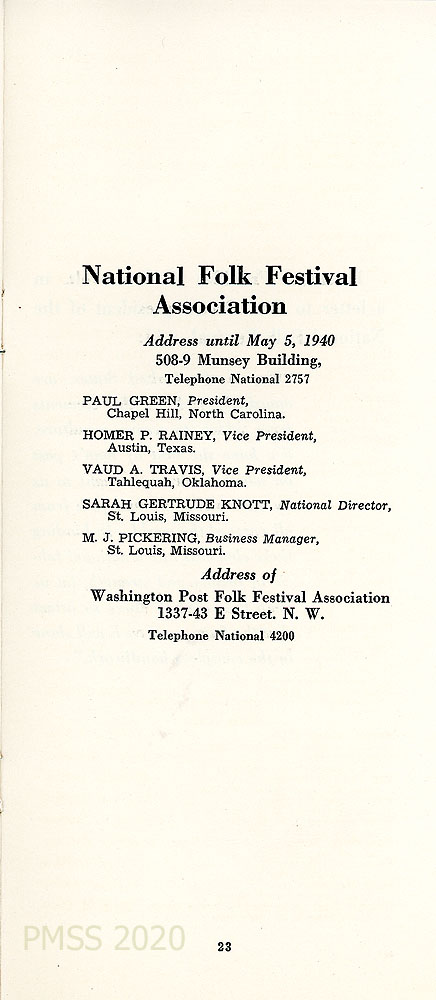 National Folk Festival
Association
Address until May 5, 1940
508-9 Munsey Building,
Telephone National 2757
PAUL GREEN, President,
Chapel Hill, North Carolina.
HOMER P. RAINEY, Vice President,
Austin, Texas.
VAUD A. TRAVIS, Vice President,
Tahlequah, Oklahoma.
SARAH GERTRUDE KNOTT, National Director,
St. Louis, Missouri.
M. J. PICKERING, Business Manager,
St. Louis, Missouri.
Address of
Washington Post Folk Festival Association
1337-43 E Street. N. W.
Telephone National 4200
PMSS 2020
23